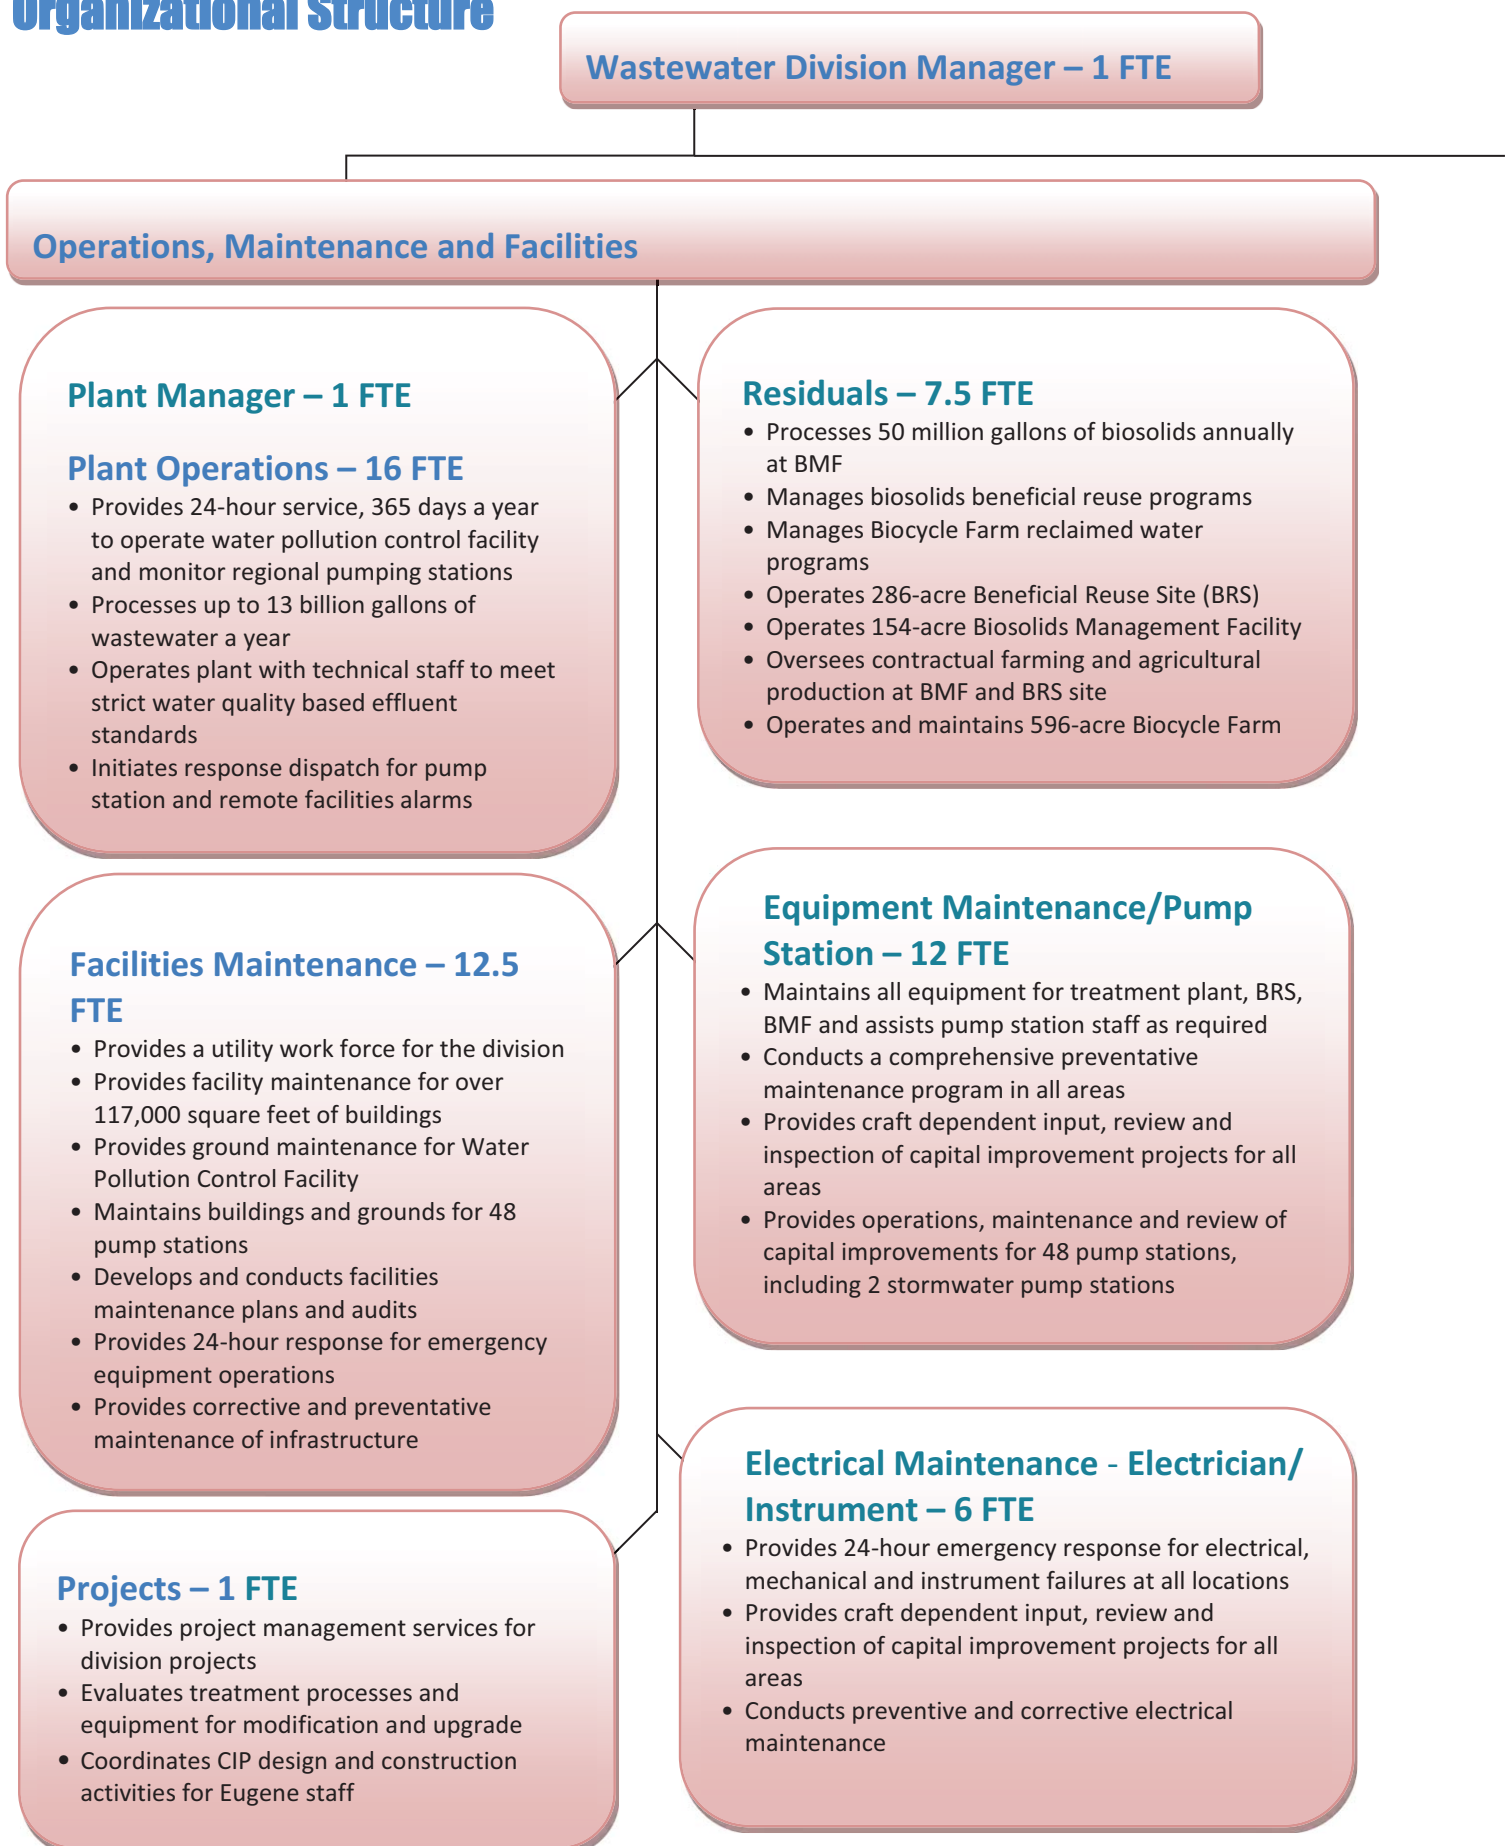 Organizational Structure
Wastewater Division Manager – 1 FTE
Operations, Maintenance and Facilities
Plant Manager – 1 FTE
Plant Operations – 16 FTE
• Provides 24-hour service, 365 days a year
to operate water pollution control facility
and monitor regional pumping stations
• Processes up to 13 billion gallons of
wastewater a year
• Operates plant with technical staff to meet
strict water quality based effluent
standards
• Initiates response dispatch for pump
station and remote facilities alarms
Residuals – 7.5 FTE
• Processes 50 million gallons of biosolids annually
at BMF
• Manages biosolids beneficial reuse programs
• Manages Biocycle Farm reclaimed water
programs
• Operates 286-acre Beneficial Reuse Site (BRS)
• Operates 154-acre Biosolids Management Facility
• Oversees contractual farming and agricultural
production at BMF and BRS site
• Operates and maintains 596-acre Biocycle Farm
Facilities Maintenance – 12.5
FTE
• Provides a utility work force for the division
• Provides facility maintenance for over
117,000 square feet of buildings
• Provides ground maintenance for Water
Pollution Control Facility
• Maintains buildings and grounds for 48
pump stations
• Develops and conducts facilities
maintenance plans and audits
• Provides 24-hour response for emergency
equipment operations
• Provides corrective and preventative
maintenance of infrastructure
Equipment Maintenance/Pump
Station – 12 FTE
• Maintains all equipment for treatment plant, BRS,
BMF and assists pump station staff as required
• Conducts a comprehensive preventative
maintenance program in all areas
• Provides craft dependent input, review and
inspection of capital improvement projects for all
areas
• Provides operations, maintenance and review of
capital improvements for 48 pump stations,
including 2 stormwater pump stations
Projects – 1 FTE
• Provides project management services for
division projects
• Evaluates treatment processes and
equipment for modification and upgrade
• Coordinates CIP design and construction
activities for Eugene staff
Electrical Maintenance - Electrician/
Instrument – 6 FTE
• Provides 24-hour emergency response for electrical,
mechanical and instrument failures at all locations
• Provides craft dependent input, review and
inspection of capital improvement projects for all
areas
• Conducts preventive and corrective electrical
maintenance